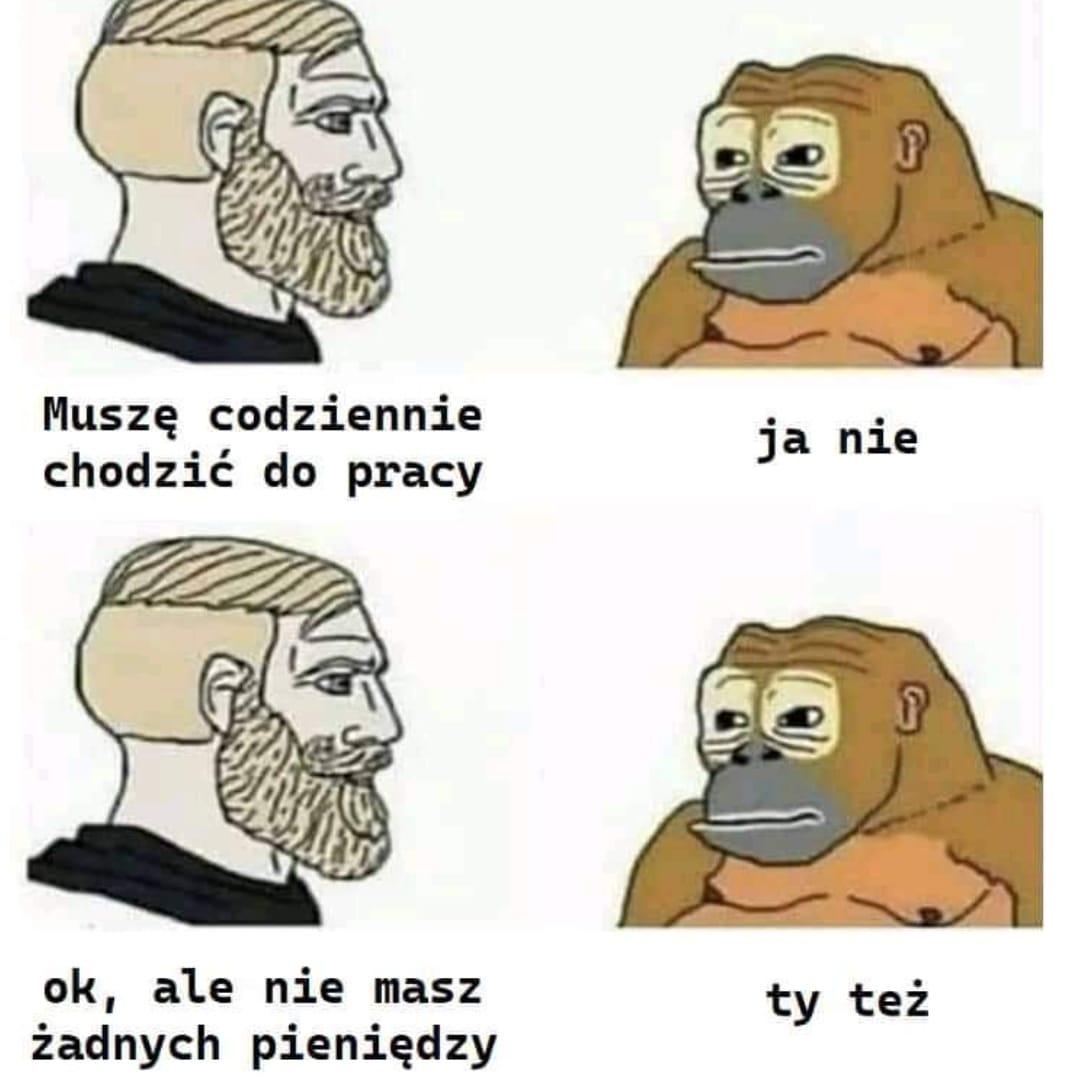 Muszę codziennie
chodzić do pracy
ja nie
ok, ale nie masz
żadnych pieniędzy
ty też